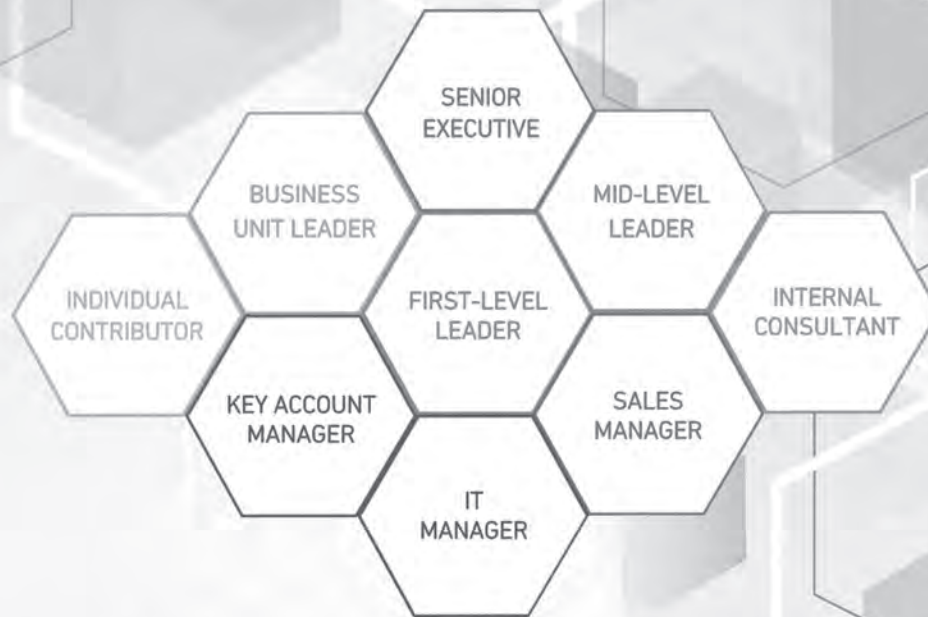 SENIOR
EXECUTIVE
BUSINESS
UNIT LEADER
MID-LEVEL
LEADER
INDIVIDUAL
CONTRIBUTOR
FIRST-LEVEL
LEADER
INTERNAL
CONSULTANT
KEY ACCOUNT
MANAGER
SALES
MANAGER
IT
MANAGER